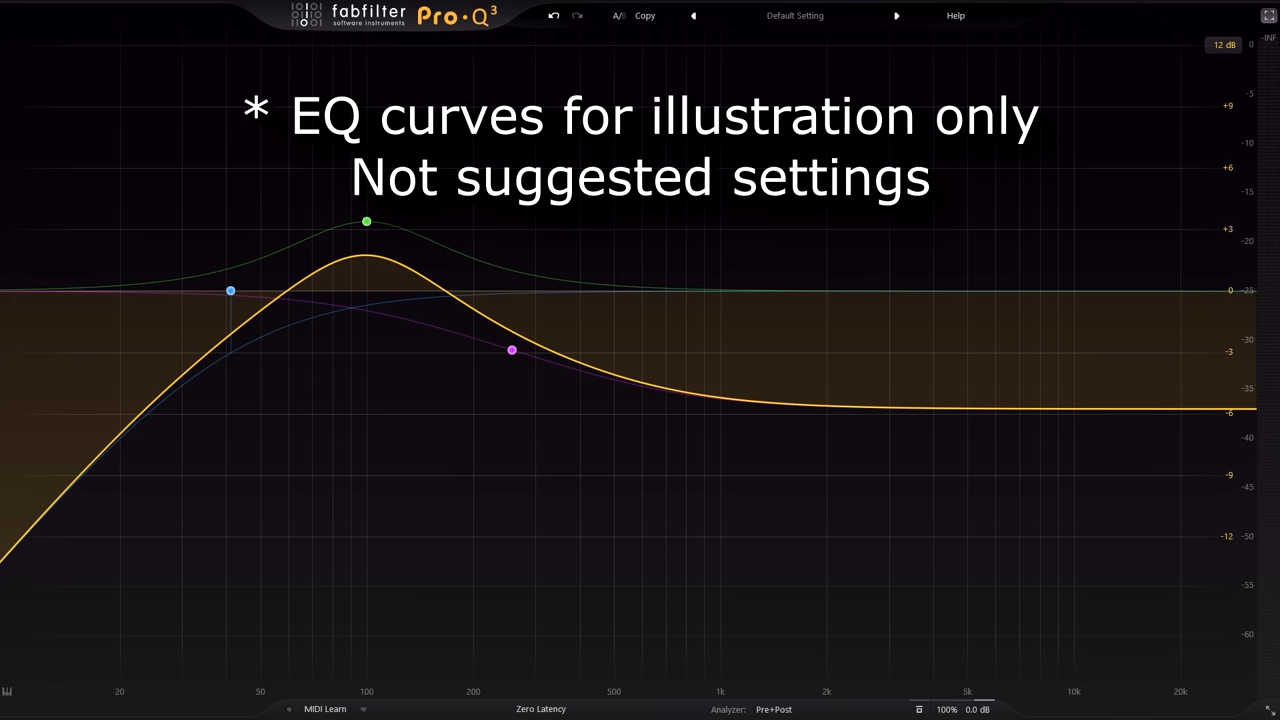 fabfilter
software instruments
Pro·Q³
A/B
Copy
Default Setting
Help
-INF
12 dB
0
-5
+9
-10
+6
-15
+3
-20
0
-25
-30
-3
-35
-6
-40
-9
-45
-12
-50
-55
-60
* EQ curves for illustration only
Not suggested settings
20
50
100
200
500
1k
2k
5k
10k
20k
MIDI Learn
Zero Latency
Analyzer:
Pre+Post
100%
0.0 dB